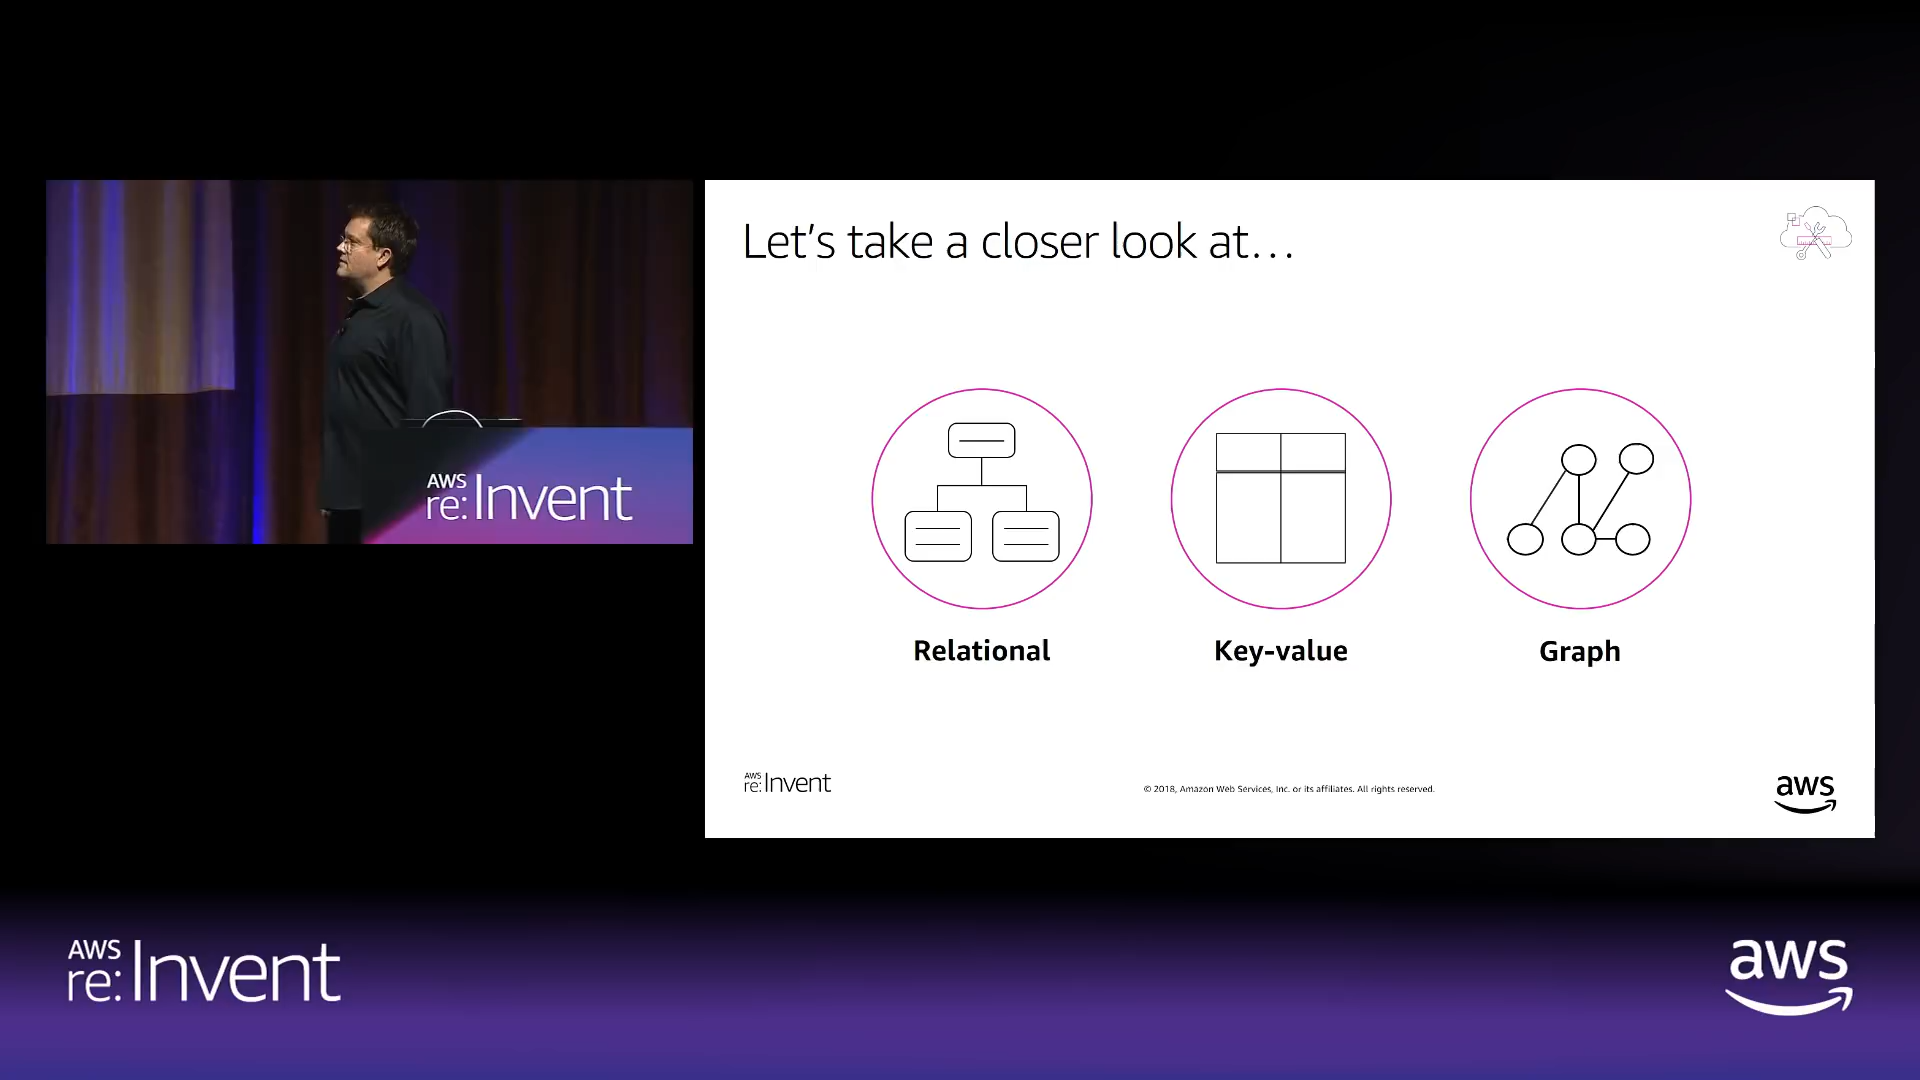 Let's take a closer look at...
Relational
Key-value
Graph
AWS
re:Invent
© 2018, Amazon Web Services, Inc. or its affiliates. All rights reserved.
aws
AWS
re:Invent
AWS
re:Invent
aws